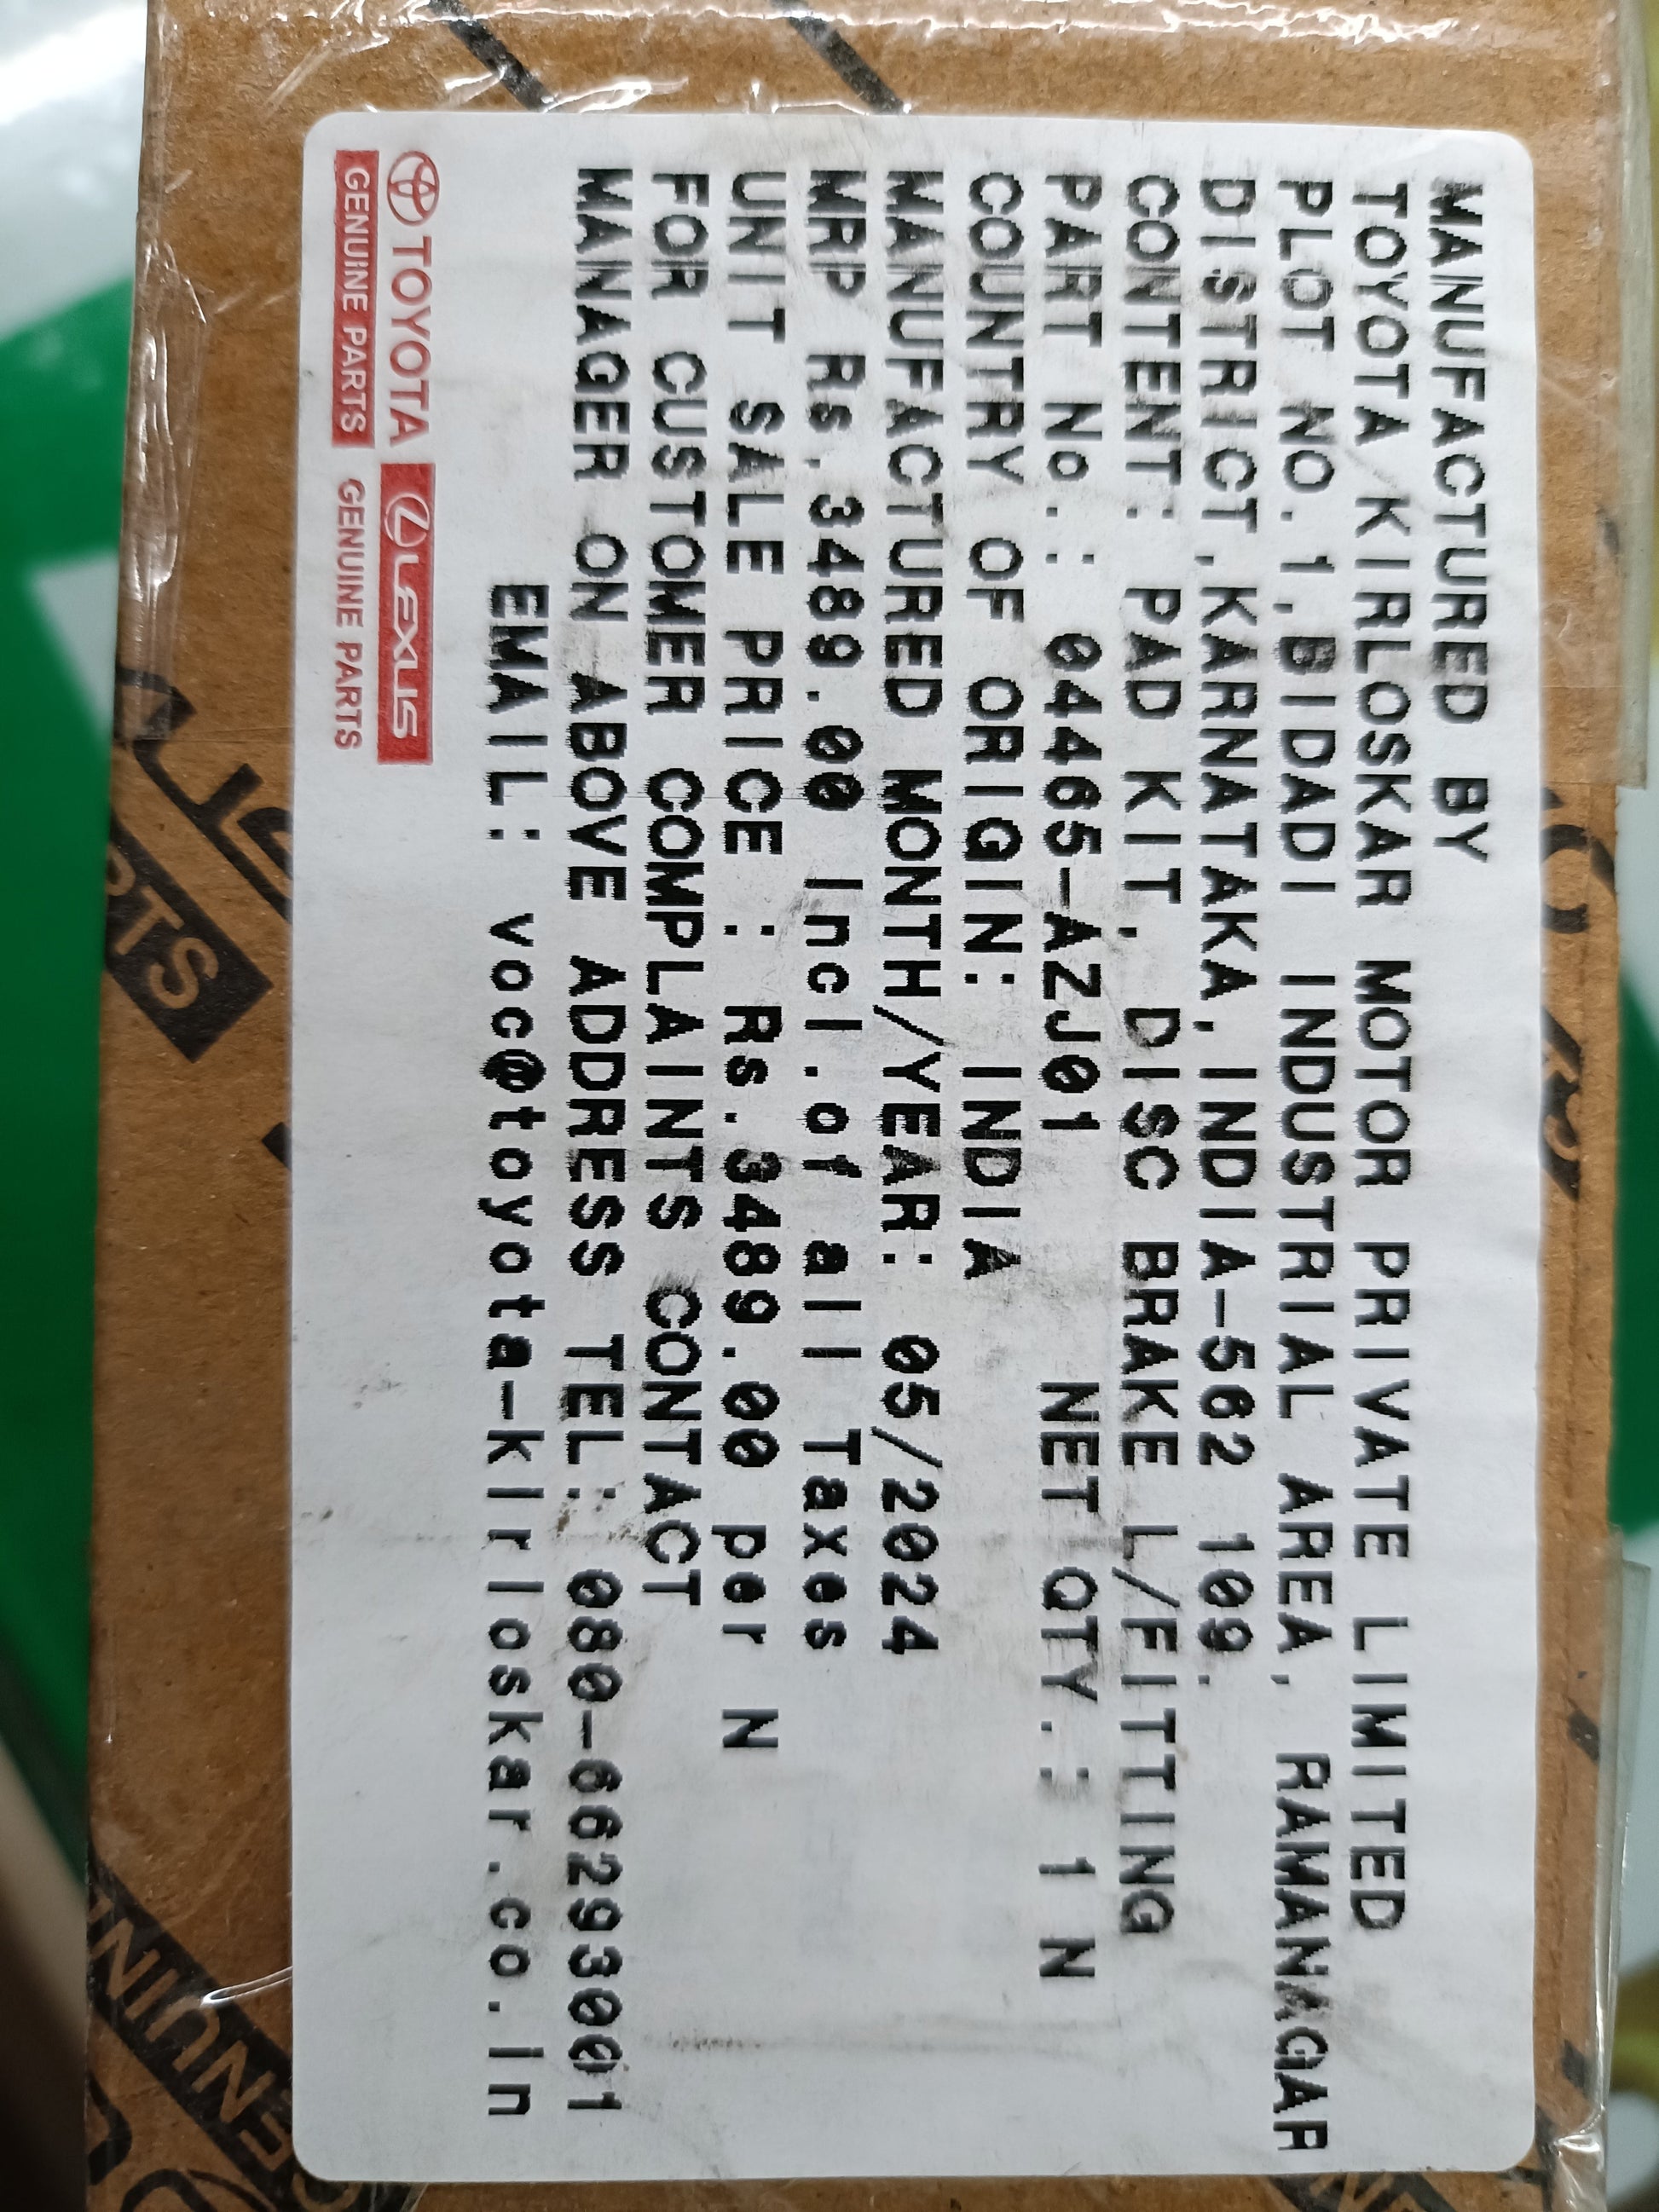 MANUFACTURED BY
TOYOTA KIRLOSKAR MOTOR PRIVATE LIMITED
PLOT NO.1,BIDADI INDUSTRIAL AREA, RAMANAGAR
DISTRICT,KARNATAKA,INDIA-562 109.
CONTENT: PAD KIT, DISC BRAKE L/FITTING
PART No.: 04465-AZJ01 NET QTY.: 1 N
COUNTRY OF ORIGIN: INDIA
MANUFACTURED MONTH/YEAR: 05/2024
MRP Rs.3489.00 Incl.of all Taxes
UNIT SALE PRICE : Rs.3489.00 per N
FOR CUSTOMER COMPLAINTS CONTACT
MANAGER ON ABOVE ADDRESS TEL: 080-66293001
EMAIL: voc@toyota-kirloskar.co.in
TOYOTA LEXUS
GENUINE PARTS GENUINE PARTS